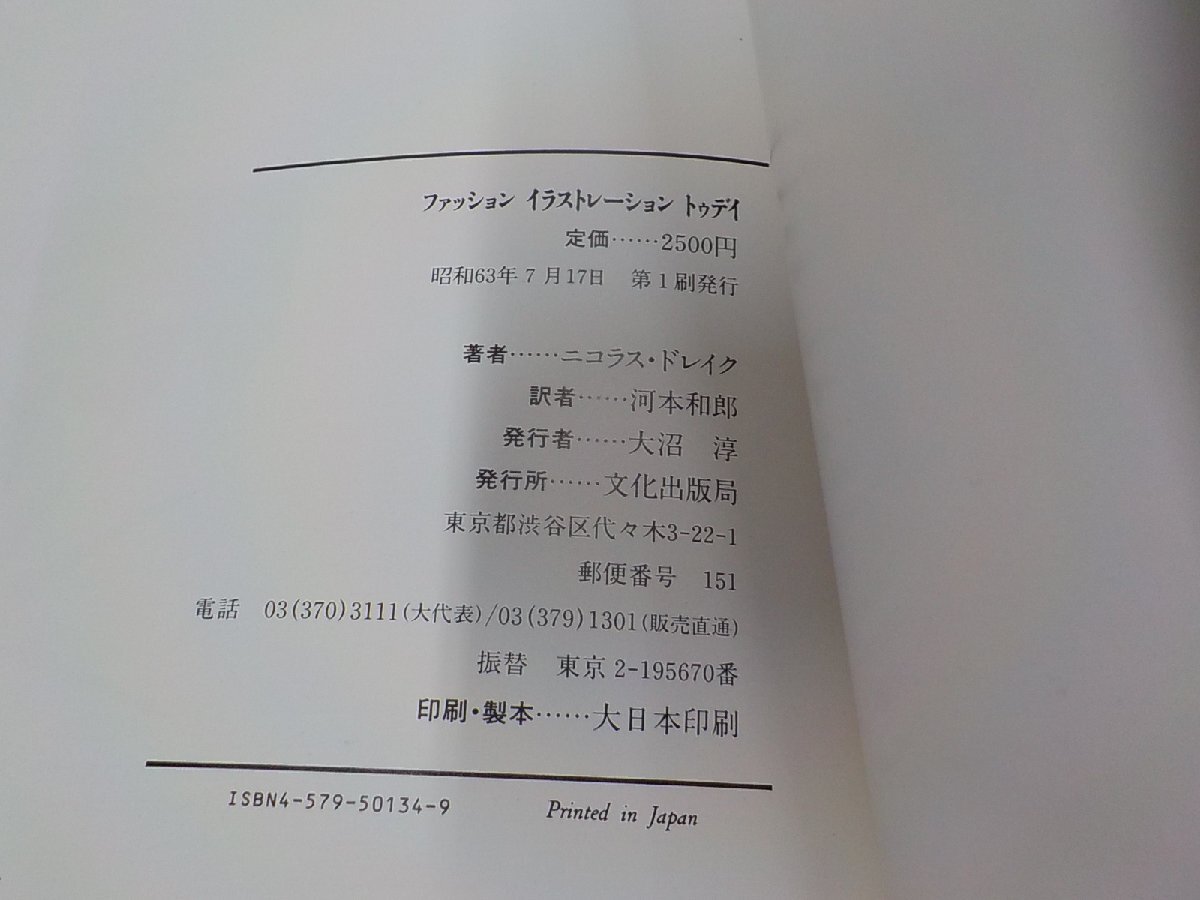 ファッション イラストレーション トゥデイ
定価……2500円
昭和63年7月17日　第1刷発行
著者……ニコラス・ドレイク
訳者……河本和郎
発行者……大沼　淳
発行所……文化出版局
東京都渋谷区代々木3-22-1
郵便番号　151
電話　03(370)3111(大代表)/03(379)1301(販売直通)
振替　東京2-195670番
印刷・製本……大日本印刷
ISBN4-579-50134-9　Printed in Japan